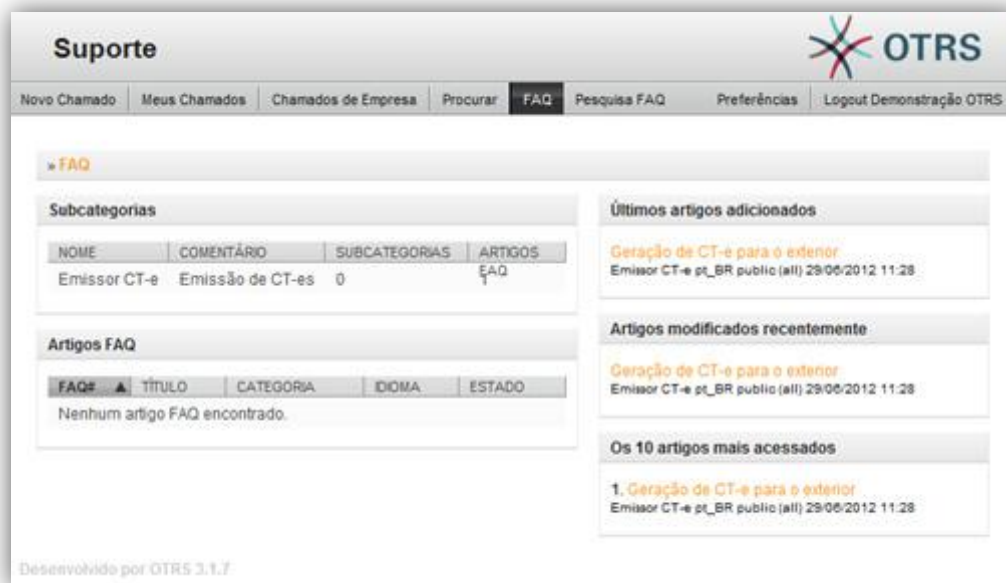 Suporte
OTRS
Novo Chamado Meus Chamados Chamados de Empresa Procurar FAQ Pesquisa FAQ Preferências Logout Demonstração OTRS
» FAQ
Subcategorias
NOME COMENTÁRIO SUBCATEGORIAS ARTIGOS FAQ
Emissor CT-e Emissão de CT-es 0 1
Artigos FAQ
FAQ# ▲ TÍTULO CATEGORIA IDIOMA ESTADO
Nenhum artigo FAQ encontrado.
Últimos artigos adicionados
Geração de CT-e para o exterior
Emissor CT-e pt_BR public (all) 29/06/2012 11:28
Artigos modificados recentemente
Geração de CT-e para o exterior
Emissor CT-e pt_BR public (all) 29/06/2012 11:28
Os 10 artigos mais acessados
1. Geração de CT-e para o exterior
Emissor CT-e pt_BR public (all) 29/06/2012 11:28
Desenvolvido por OTRS 3.1.7